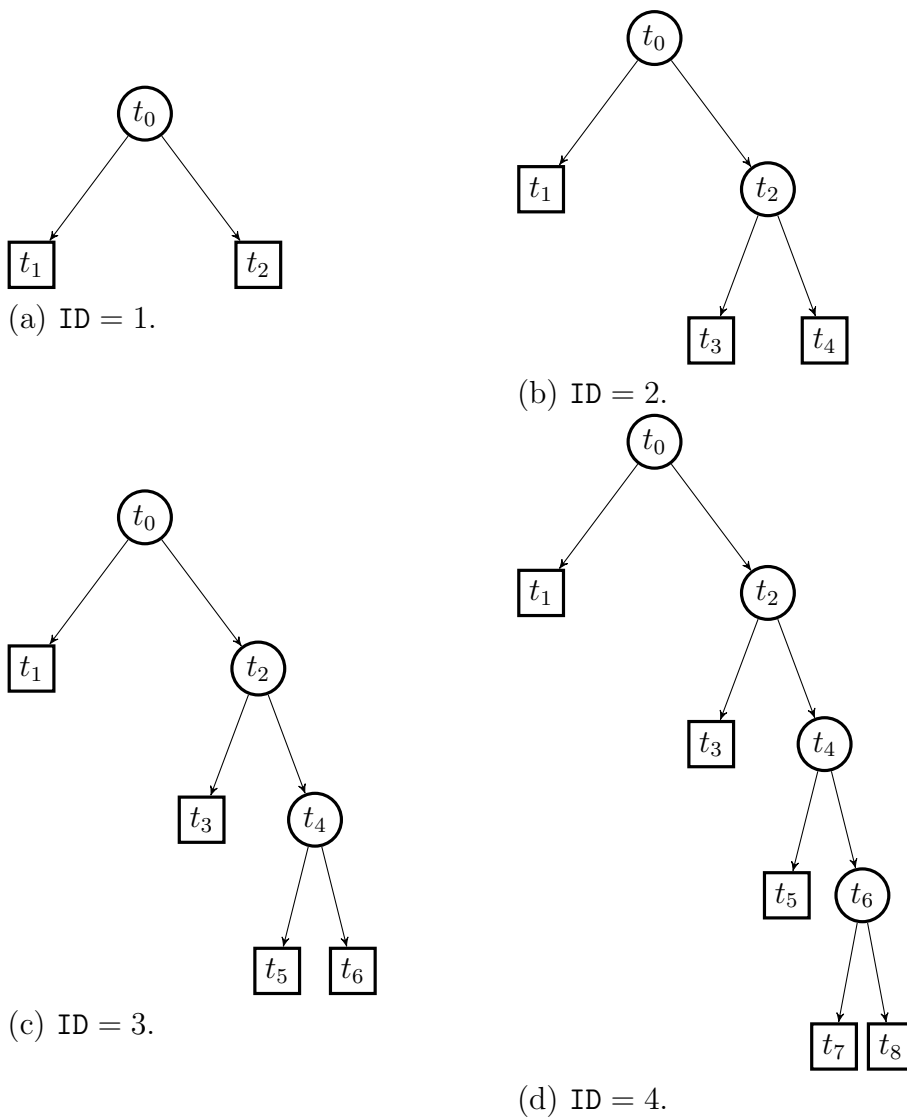 t0
t1 t2
(a) ID = 1.
t0
t1 t2
t3 t4
(b) ID = 2.
t0
t1 t2
t3 t4
t5 t6
(c) ID = 3.
t0
t1 t2
t3 t4
t5 t6
t7 t8
(d) ID = 4.